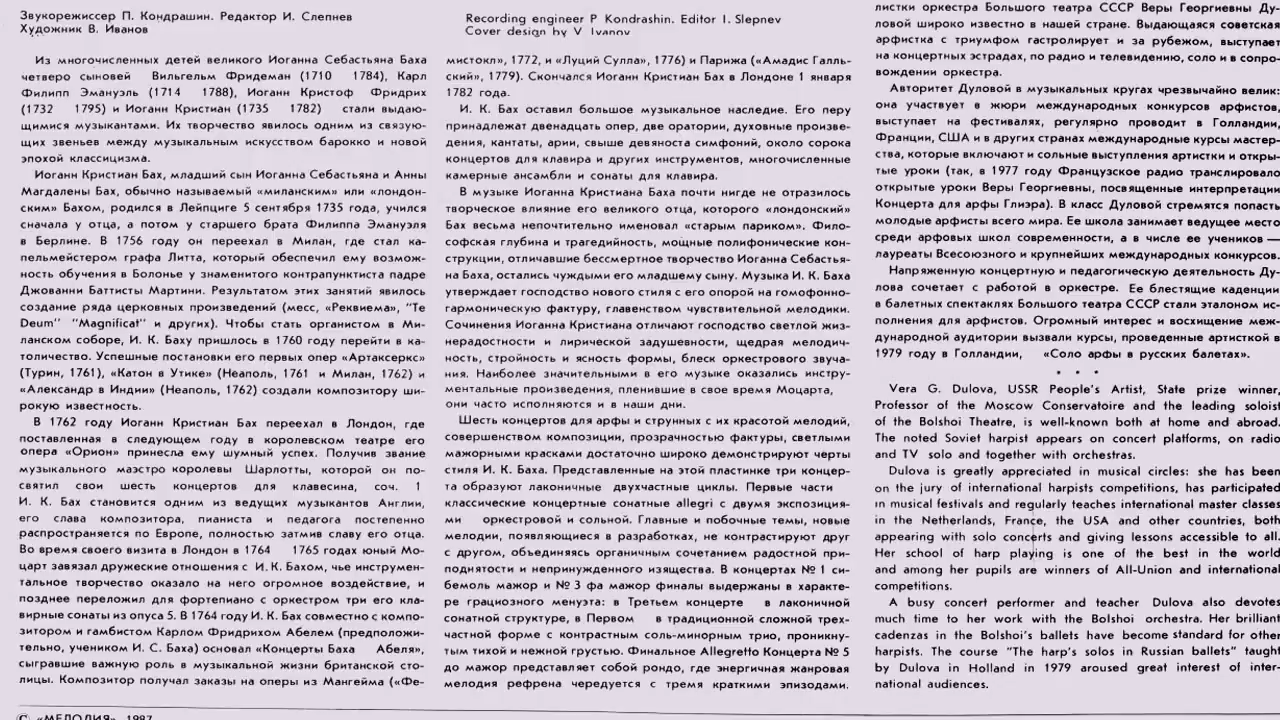 Звукорежиссер П. Кондрашин. Редактор И. Слепнев
Художник В. Иванов
Из многочисленных детей великого Иоганна Себастьяна Баха
четверо сыновей Вильгельм Фридеман (1710 1784), Карл
Филипп Эмануэль (1714 1788), Иоганн Кристоф Фридрих
(1732 1795) и Иоганн Кристиан (1735 1782) стали выдаю-
щимися музыкантами. Их творчество явилось одним из связую-
щих звеньев между музыкальным искусством барокко и новой
эпохой классицизма.
Иоганн Кристиан Бах, младший сын Иоганна Себастьяна и Анны
Магдалены Бах, обычно называемый «миланским» или «лондон-
ским» Бахом, родился в Лейпциге 5 сентября 1735 года, учился
сначала у отца, а потом у старшего брата Филиппа Эмануэля
в Берлине. В 1756 году он переехал в Милан, где стал ка-
пельмейстером графа Литта, который обеспечил ему возмож-
ность обучения в Болонье у знаменитого контрапунктиста падре
Джованни Баттисты Мартини. Результатом этих занятий явилось
создание ряда церковных произведений (месс, «Реквиема», "Te
Deum" "Magnificat" и других). Чтобы стать органистом в Ми-
ланском соборе, И. К. Баху пришлось в 1760 году перейти в ка-
толичество. Успешные постановки его первых опер «Артаксеркс»
(Турин, 1761), «Катон в Утике» (Неаполь, 1761 и Милан, 1762) и
«Александр в Индии» (Неаполь, 1762) создали композитору ши-
рокую известность.
В 1762 году Иоганн Кристиан Бах переехал в Лондон, где
поставленная в следующем году в королевском театре его
опера «Орион» принесла ему шумный успех. Получив звание
музыкального маэстро королевы Шарлотты, которой он по-
святил свои шесть концертов для клавесина, соч. 1
И. К. Бах становится одним из ведущих музыкантов Англии,
его слава композитора, пианиста и педагога постепенно
распространяется по Европе, полностью затмив славу его отца.
Во время своего визита в Лондон в 1764 1765 годах юный Мо-
царт завязал дружеские отношения с И. К. Бахом, чье инструмен-
тальное творчество оказало на него огромное воздействие, и
позднее переложил для фортепиано с оркестром три его кла-
вирные сонаты из опуса 5. В 1764 году И. К. Бах совместно с компо-
зитором и гамбистом Карлом Фридрихом Абелем (предположи-
тельно, учеником И. С. Баха) основал «Концерты Баха Абеля»,
сыгравшие важную роль в музыкальной жизни британской сто-
лицы. Композитор получал заказы на оперы из Мангейма («Фе-
© «МЕЛОДИЯ», 1987
Recording engineer P Kondrashin. Editor I. Slepnev
Cover design by V. Ivanov
мистокл», 1772, и «Луций Сулла», 1776) и Парижа («Амадис Галль-
ский», 1779). Скончался Иоганн Кристиан Бах в Лондоне 1 января
1782 года.
И. К. Бах оставил большое музыкальное наследие. Его перу
принадлежат двенадцать опер, две оратории, духовные произве-
дения, кантаты, арии, свыше девяноста симфоний, около сорока
концертов для клавира и других инструментов, многочисленные
камерные ансамбли и сонаты для клавира.
В музыке Иоганна Кристиана Баха почти нигде не отразилось
творческое влияние его великого отца, которого «лондонский»
Бах весьма непочтительно именовал «старым париком». Фило-
софская глубина и трагедийность, мощные полифонические кон-
струкции, отличавшие бессмертное творчество Иоганна Себастья-
на Баха, остались чуждыми его младшему сыну. Музыка И. К. Баха
утверждает господство нового стиля с его опорой на гомофонно-
гармоническую фактуру, главенством чувствительной мелодики.
Сочинения Иоганна Кристиана отличают господство светлой жиз-
нерадостности и лирической задушевности, щедрая мелодич-
ность, стройность и ясность формы, блеск оркестрового звуча-
ния. Наиболее значительными в его музыке оказались инстру-
ментальные произведения, пленившие в свое время Моцарта,
они часто исполняются и в наши дни.
Шесть концертов для арфы и струнных с их красотой мелодий,
совершенством композиции, прозрачностью фактуры, светлыми
мажорными красками достаточно широко демонстрируют черты
стиля И. К. Баха. Представленные на этой пластинке три концер-
та образуют лаконичные двухчастные циклы. Первые части
классические концертные сонатные allegri с двумя экспозиция-
ми оркестровой и сольной. Главные и побочные темы, новые
мелодии, появляющиеся в разработках, не контрастируют друг
с другом, объединяясь органичным сочетанием радостной при-
поднятости и непринужденного изящества. В концертах № 1 си-
бемоль мажор и № 3 фа мажор финалы выдержаны в характе-
ре грациозного менуэта: в Третьем концерте в лаконичной
сонатной структуре, в Первом в традиционной сложной трех-
частной форме с контрастным соль-минорным трио, проникну-
тым тихой и нежной грустью. Финальное Allegretto Концерта № 5
до мажор представляет собой рондо, где энергичная жанровая
мелодия рефрена чередуется с тремя краткими эпизодами.
листки оркестра Большого театра СССР Веры Георгиевны Ду-
ловой широко известно в нашей стране. Выдающаяся советская
арфистка с триумфом гастролирует и за рубежом, выступает
на концертных эстрадах, по радио и телевидению, соло и в сопро-
вождении оркестра.
Авторитет Дуловой в музыкальных кругах чрезвычайно велик:
она участвует в жюри международных конкурсов арфистов,
выступает на фестивалях, регулярно проводит в Голландии,
Франции, США и в других странах международные курсы мастер-
ства, которые включают и сольные выступления артистки и откры-
тые уроки (так, в 1977 году Французское радио транслировало
открытые уроки Веры Георгиевны, посвященные интерпретации
Концерта для арфы Глиэра). В класс Дуловой стремятся попасть
молодые арфисты всего мира. Ее школа занимает ведущее место
среди арфовых школ современности, а в числе ее учеников —
лауреаты Всесоюзного и крупнейших международных конкурсов.
Напряженную концертную и педагогическую деятельность Ду-
лова сочетает с работой в оркестре. Ее блестящие каденции
в балетных спектаклях Большого театра СССР стали эталоном ис-
полнения для арфистов. Огромный интерес и восхищение меж-
дународной аудитории вызвали курсы, проведенные артисткой в
1979 году в Голландии, «Соло арфы в русских балетах».
• • •
Vera G. Dulova, USSR People's Artist, State prize winner,
Professor of the Moscow Conservatoire and the leading soloist
of the Bolshoi Theatre, is well-known both at home and abroad.
The noted Soviet harpist appears on concert platforms, on radio
and TV solo and together with orchestras.
Dulova is greatly appreciated in musical circles: she has been
on the jury of international harpists competitions, has participated
in musical festivals and regularly teaches international master classes
in the Netherlands, France, the USA and other countries, both
appearing with solo concerts and giving lessons accessible to all.
Her school of harp playing is one of the best in the world
and among her pupils are winners of All-Union and international
competitions.
A busy concert performer and teacher Dulova also devotes
much time to her work with the Bolshoi orchestra. Her brilliant
cadenzas in the Bolshoi's ballets have become standard for other
harpists. The course "The harp's solos in Russian ballets" taught
by Dulova in Holland in 1979 aroused great interest of inter-
national audiences.